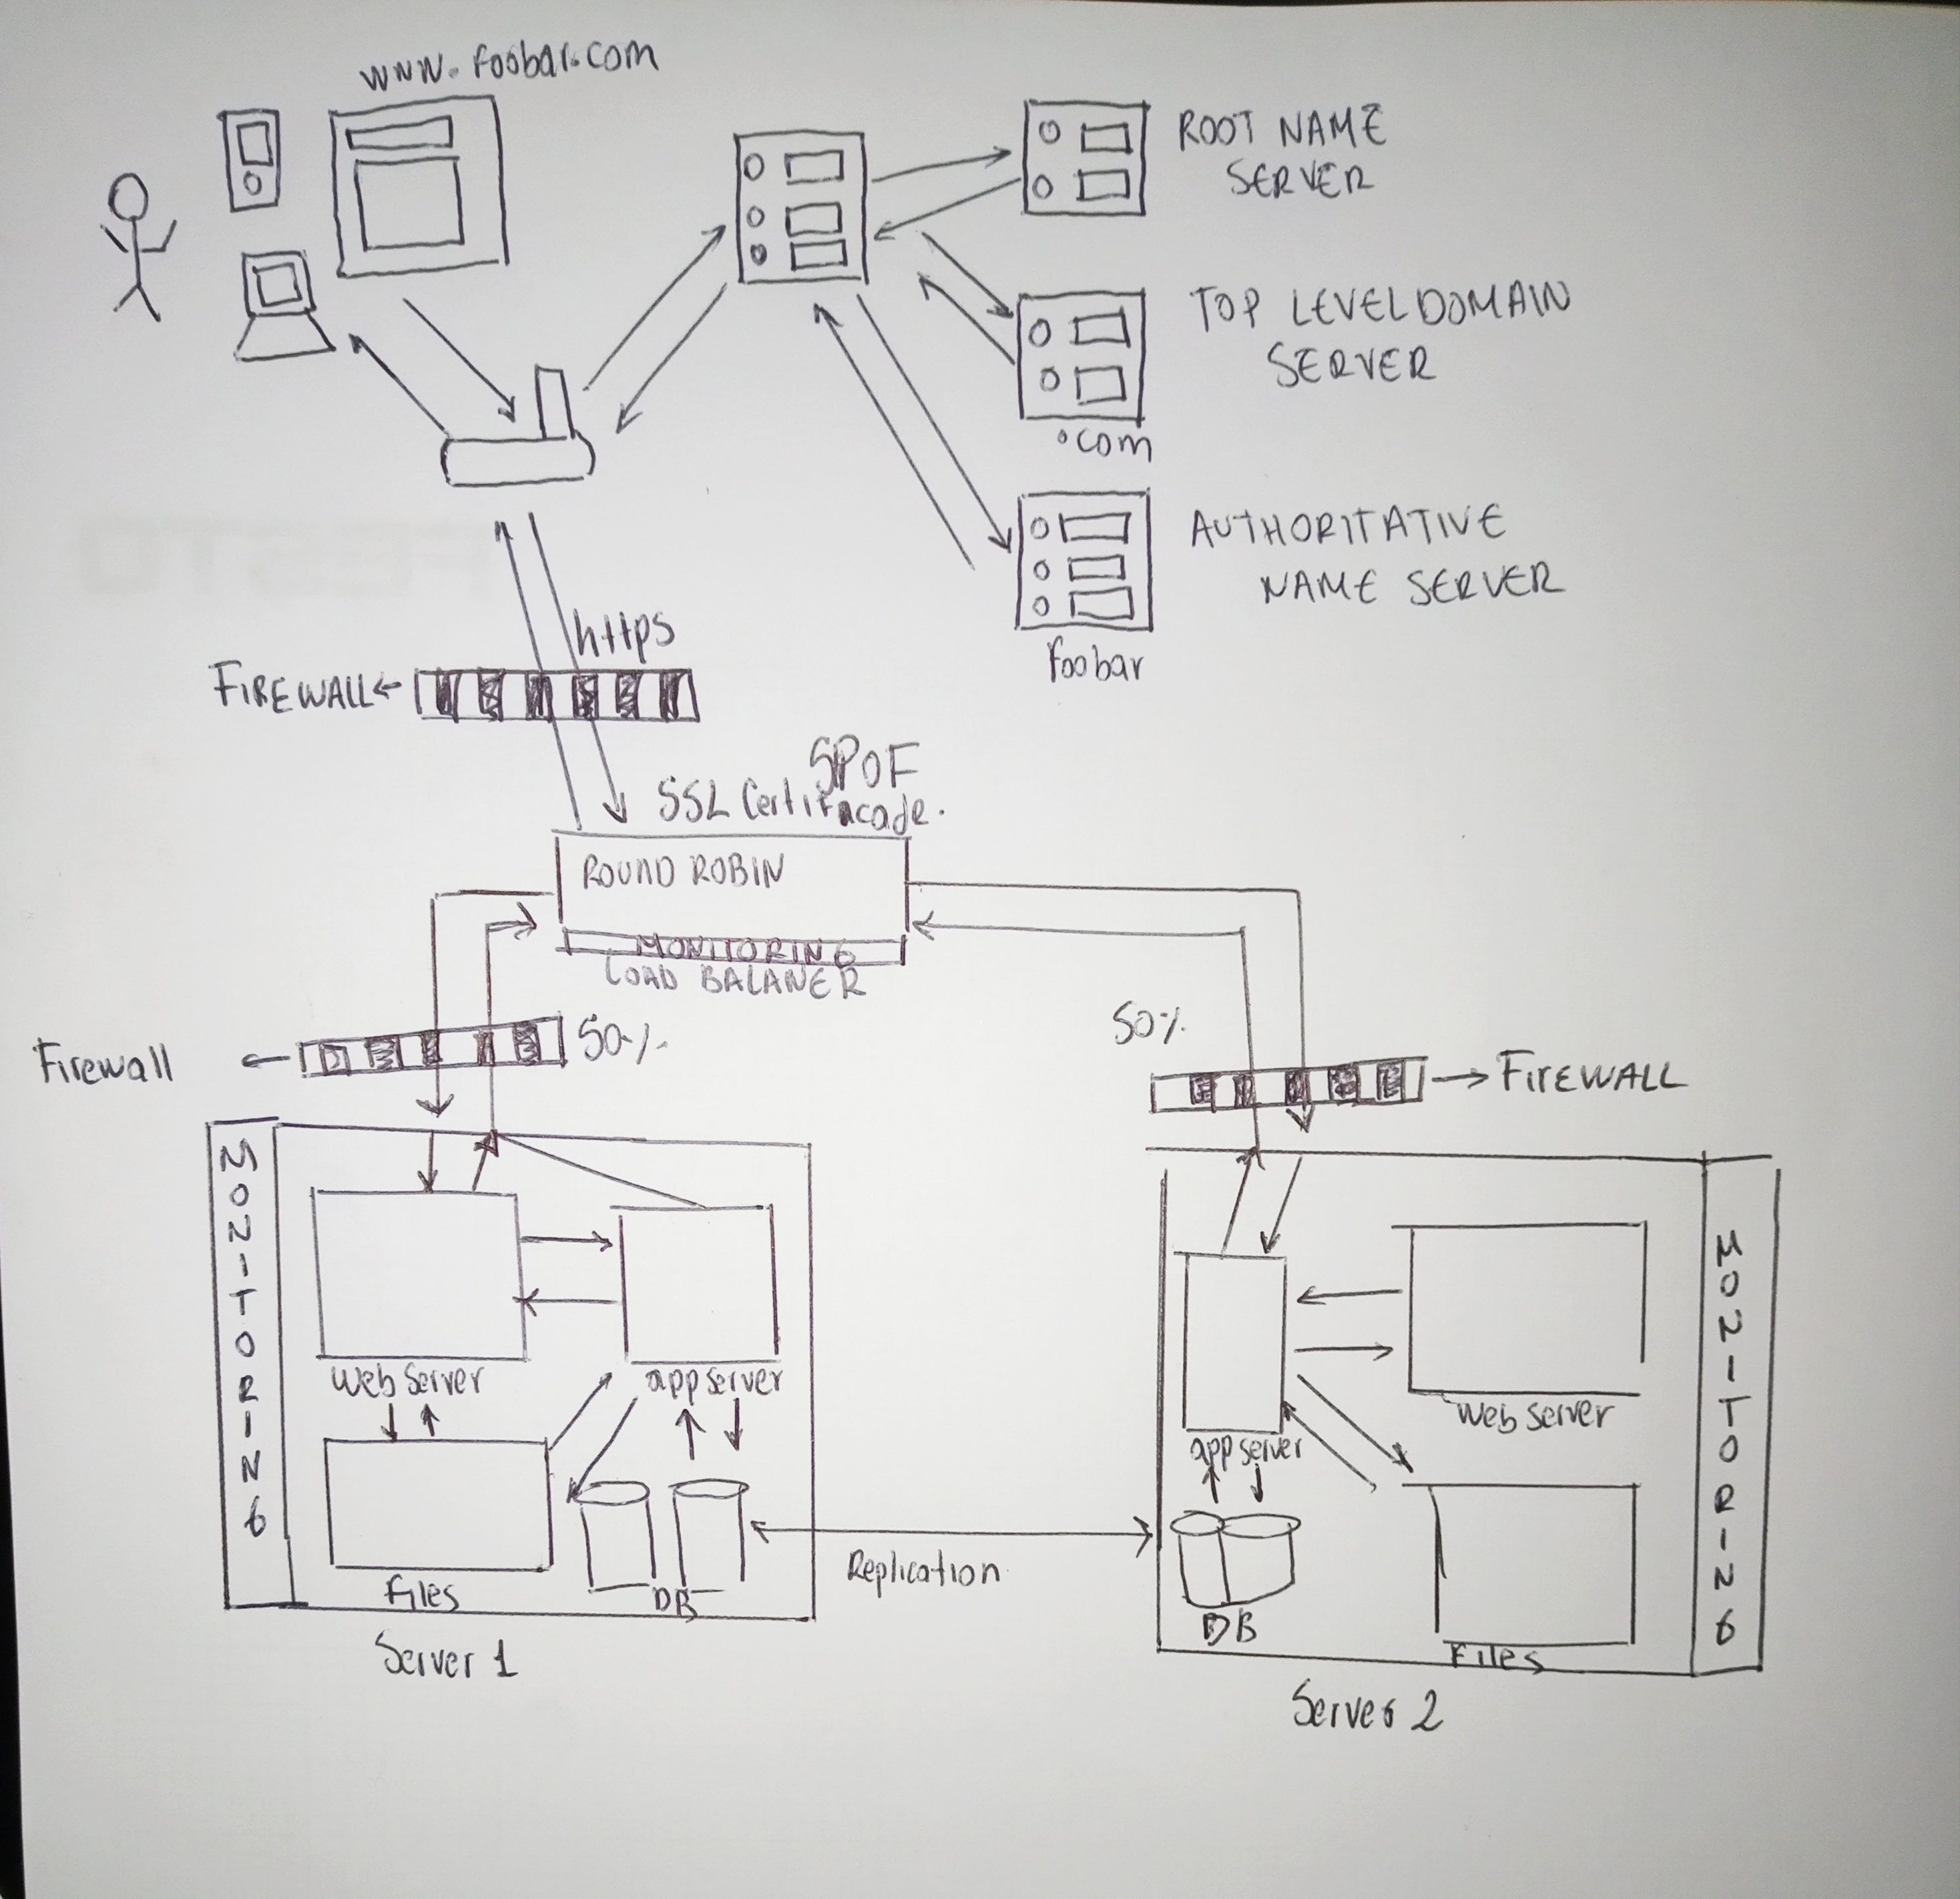 www.foobar.com
ROOT NAME
SERVER
TOP LEVEL DOMAIN
SERVER
.com
AUTHORITATIVE
NAME SERVER
foobar
https
FIREWALL
SPOF
SSL Certifacade.
ROUND ROBIN
MONITORING
LOAD BALANER
Firewall
50%
50%
FIREWALL
MONITORING
web server
app server
Files
DB
Server 1
Replication
app server
web server
DB
Files
MONITORING
Server 2